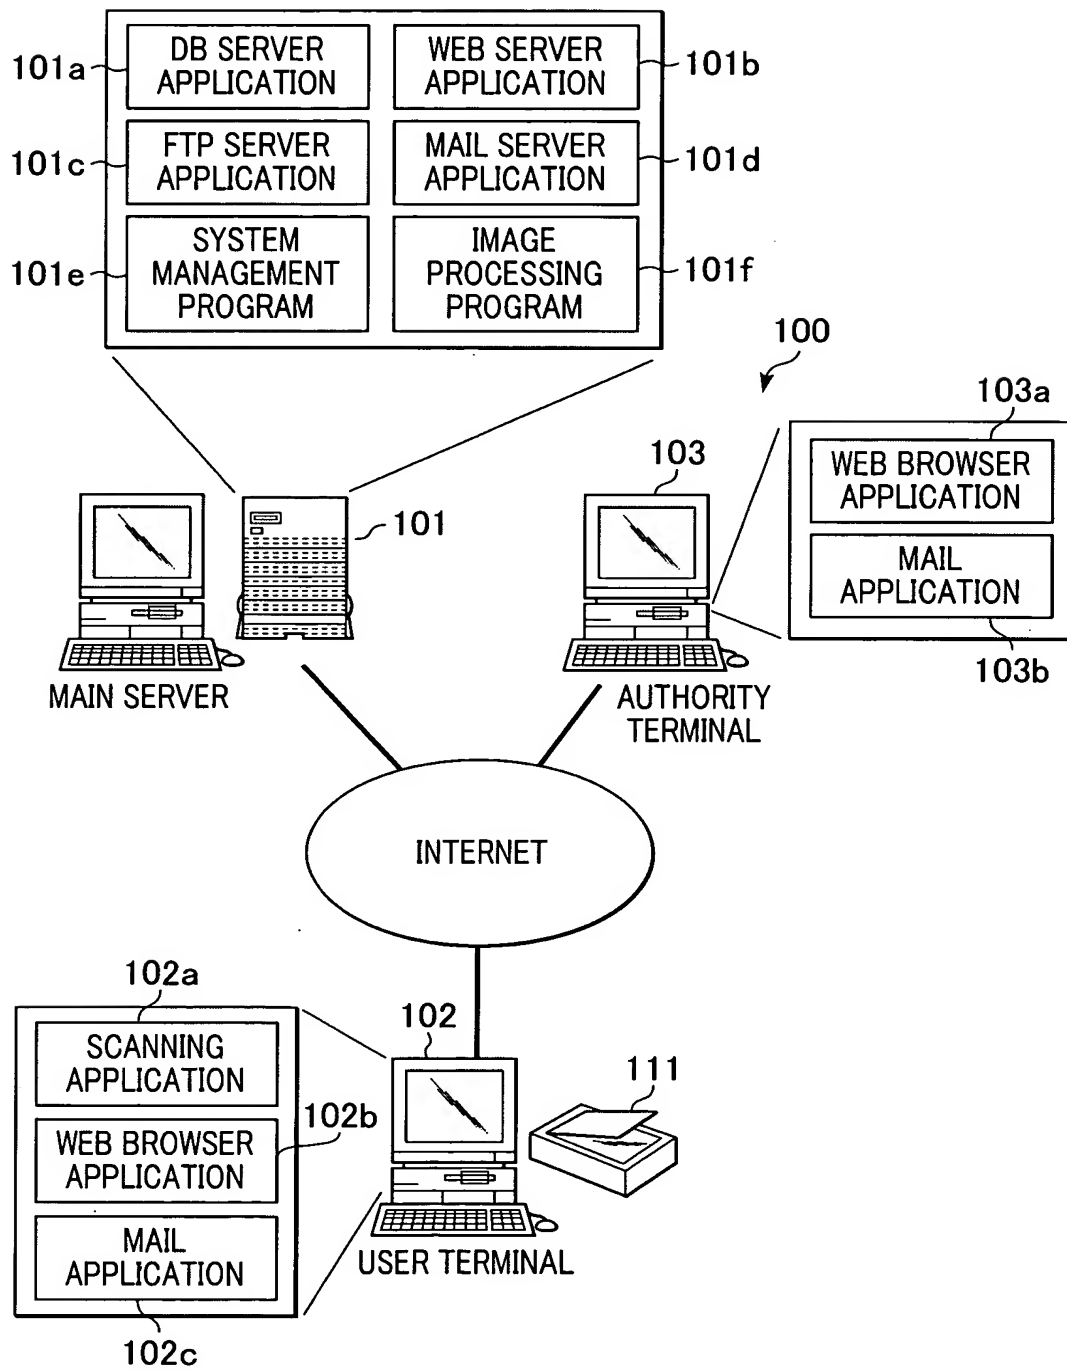 DB SERVER
APPLICATION
101a
WEB SERVER
APPLICATION
101b
FTP SERVER
APPLICATION
101c
MAIL SERVER
APPLICATION
101d
SYSTEM
MANAGEMENT
PROGRAM
101e
IMAGE
PROCESSING
PROGRAM
101f
100
103a
WEB BROWSER
APPLICATION
MAIL
APPLICATION
103b
103
101
MAIN SERVER
AUTHORITY
TERMINAL
INTERNET
102a
SCANNING
APPLICATION
102b
WEB BROWSER
APPLICATION
MAIL
APPLICATION
102c
102
111
USER TERMINAL